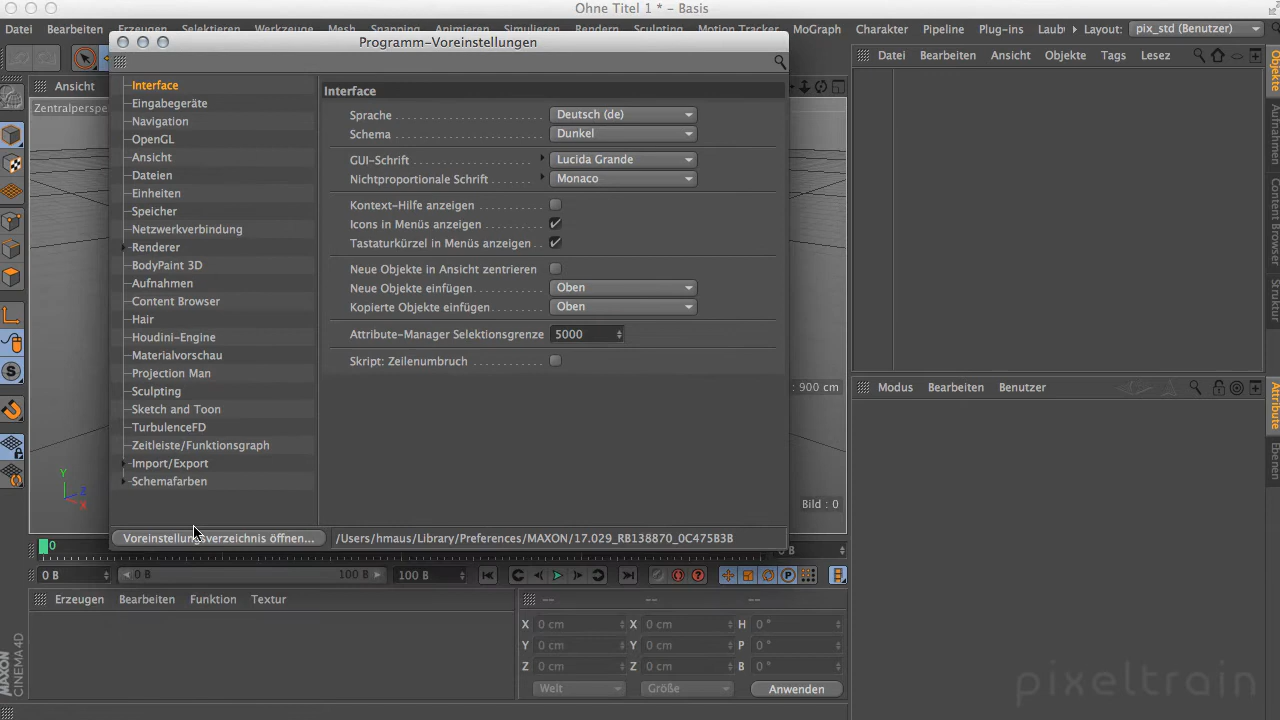 Ohne Titel 1 * - Basis
Datei Bearbeiten Erzeugen Selektieren Werkzeuge Mesh Snapping Animieren Simulieren Rendern Sculpting Motion Tracker MoGraph Charakter Pipeline Plug-ins Laub Layout: pix_std (Benutzer)
Programm-Voreinstellungen
Ansicht
Zentralperspe
Interface
Eingabegeräte
Navigation
OpenGL
Ansicht
Dateien
Einheiten
Speicher
Netzwerkverbindung
Renderer
BodyPaint 3D
Aufnahmen
Content Browser
Hair
Houdini-Engine
Materialvorschau
Projection Man
Sculpting
Sketch and Toon
TurbulenceFD
Zeitleiste/Funktionsgraph
Import/Export
Schemafarben
Interface
Sprache Deutsch (de)
Schema Dunkel
GUI-Schrift Lucida Grande
Nichtproportionale Schrift Monaco
Kontext-Hilfe anzeigen
Icons in Menüs anzeigen
Tastaturkürzel in Menüs anzeigen
Neue Objekte in Ansicht zentrieren
Neue Objekte einfügen Oben
Kopierte Objekte einfügen Oben
Attribute-Manager Selektionsgrenze 5000
Skript: Zeilenumbruch
Voreinstellungsverzeichnis öffnen... /Users/hmaus/Library/Preferences/MAXON/17.029_RB138870_0C475B3B
: 900 cm
Bild : 0
Y
Z
X
0 0 B
0 B 0 B 100 B 100 B
Erzeugen Bearbeiten Funktion Textur
-- -- --
X 0 cm X 0 cm H 0 °
Y 0 cm Y 0 cm P 0 °
Z 0 cm Z 0 cm B 0 °
Welt Größe Anwenden
Datei Bearbeiten Ansicht Objekte Tags Lesez
Modus Bearbeiten Benutzer
Objekte
Aufnahmen
Content Browser
Struktur
Attribute
Ebenen
MAXON
CINEMA 4D
pixeltrain